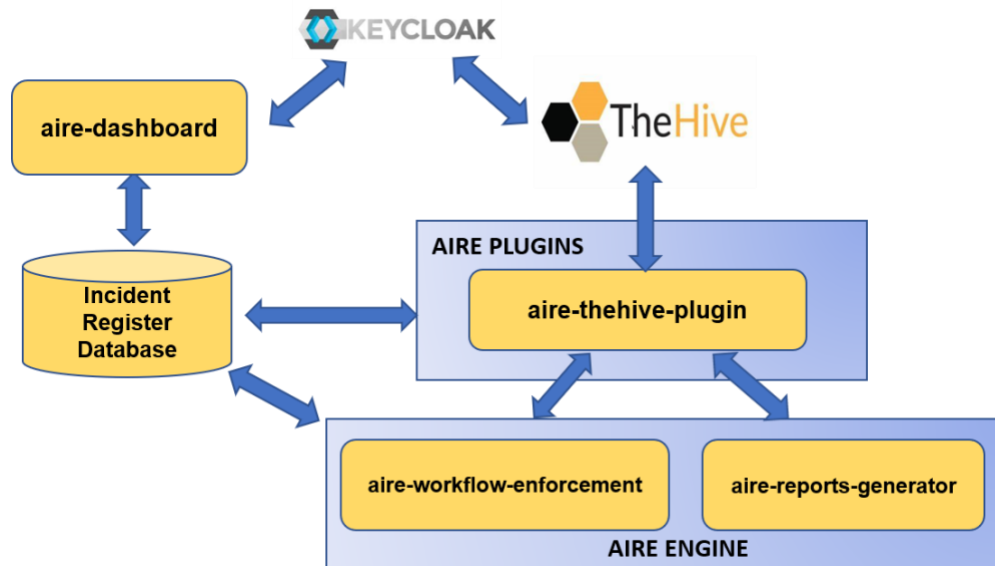 KEYCLOAK
aire-dashboard
TheHive
AIRE PLUGINS
Incident
Register
Database
aire-thehive-plugin
aire-workflow-enforcement
aire-reports-generator
AIRE ENGINE